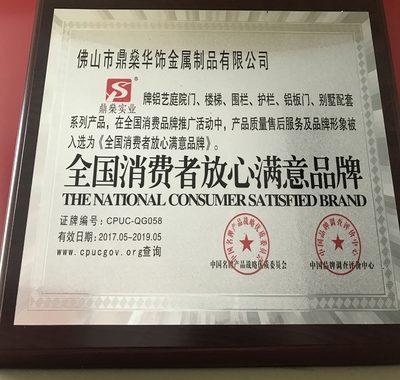 佛山市鼎燊华饰金属制品有限公司
鼎燊实业
牌铝艺庭院门、楼梯、围栏、护栏、铝板门、别墅配套
系列产品，在全国消费品牌推广活动中，产品质量售后服务及品牌形象被
入选为《全国消费者放心满意品牌》。
全国消费者放心满意品牌
THE NATIONAL CONSUMER SATISFIED BRAND
证牌编号：CPUC-QG058
有效日期：2017.05-2019.05
www.cpucgov.org查询
中国名牌产品战略优质委员会
中国品牌调查评价中心